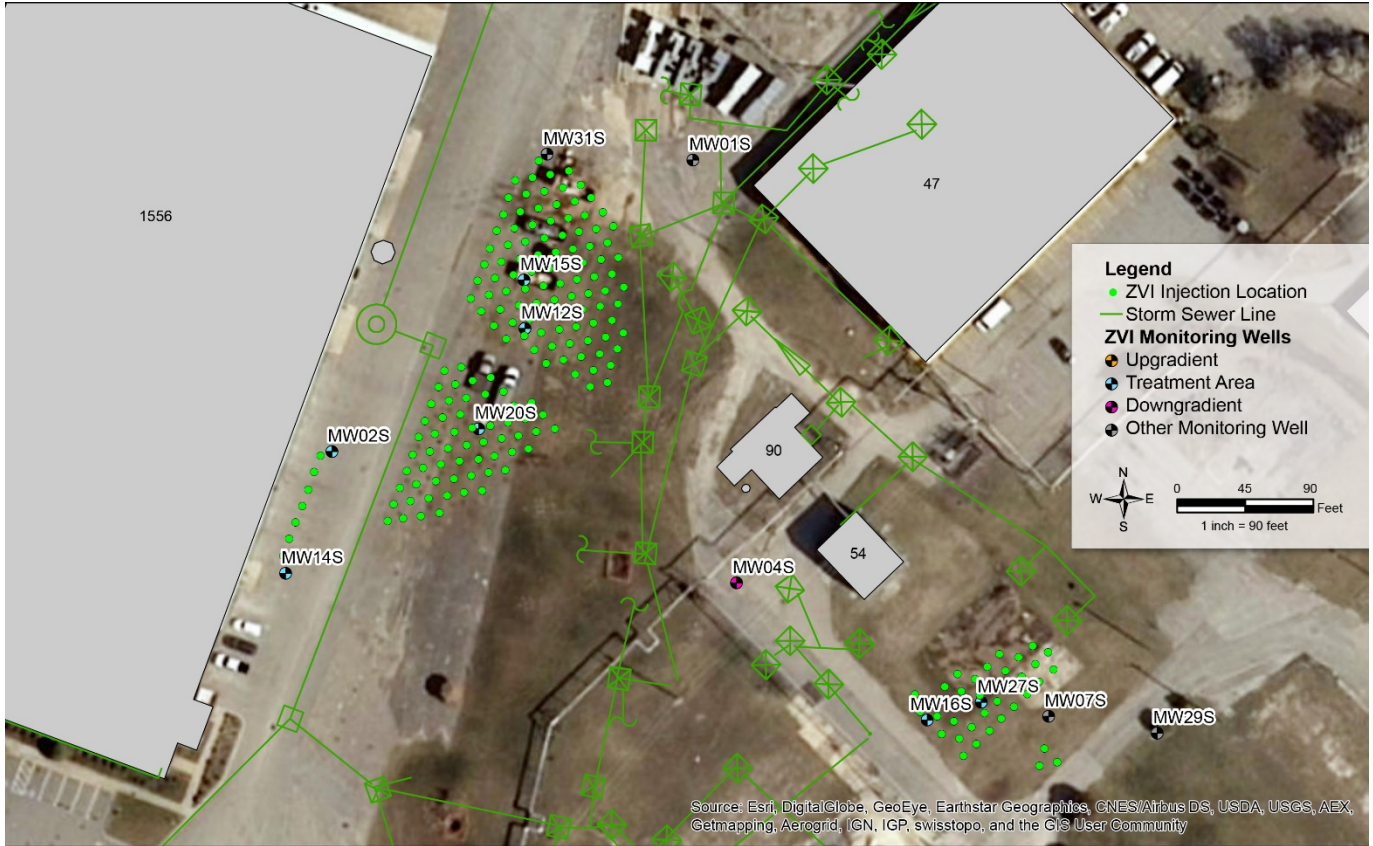 MW31S
MW01S
47
1556
MW15S
MW12S
MW20S
MW02S
90
MW14S
54
MW04S
MW27S
MW16S
MW07S
MW29S
Legend
ZVI Injection Location
Storm Sewer Line
ZVI Monitoring Wells
Upgradient
Treatment Area
Downgradient
Other Monitoring Well
N
W E
S
0 45 90
Feet
1 inch = 90 feet
Source: Esri, DigitalGlobe, GeoEye, Earthstar Geographics, CNES/Airbus DS, USDA, USGS, AEX,
Getmapping, Aerogrid, IGN, IGP, swisstopo, and the GIS User Community